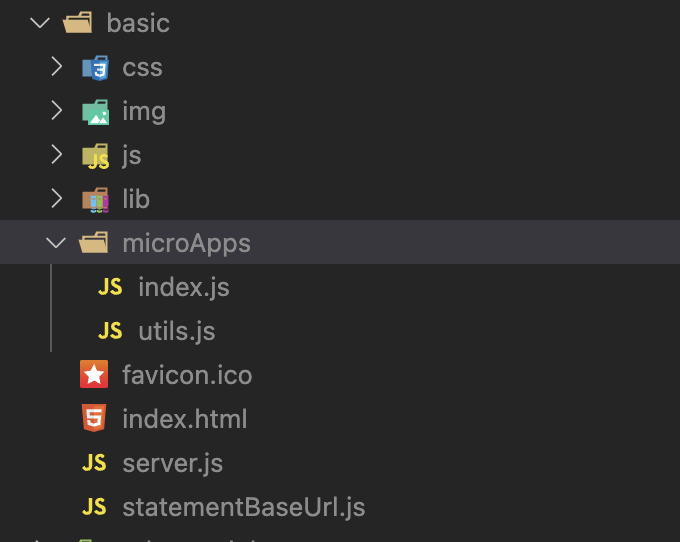 basic
css
img
js
lib
microApps
JS index.js
JS utils.js
favicon.ico
index.html
JS server.js
JS statementBaseUrl.js